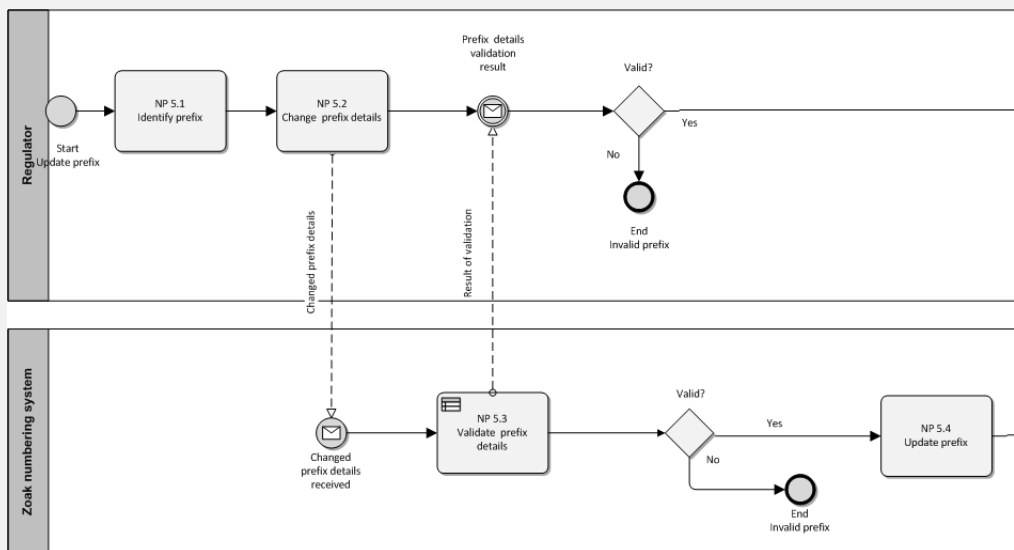 Regulator
Start
Update prefix
NP 5.1
Identify prefix
NP 5.2
Change prefix details
Prefix details
validation
result
Valid?
Yes
No
End
Invalid prefix
Changed prefix details
Result of validation
Zoak numbering system
Changed
prefix details
received
NP 5.3
Validate prefix
details
Valid?
Yes
No
End
Invalid prefix
NP 5.4
Update prefix